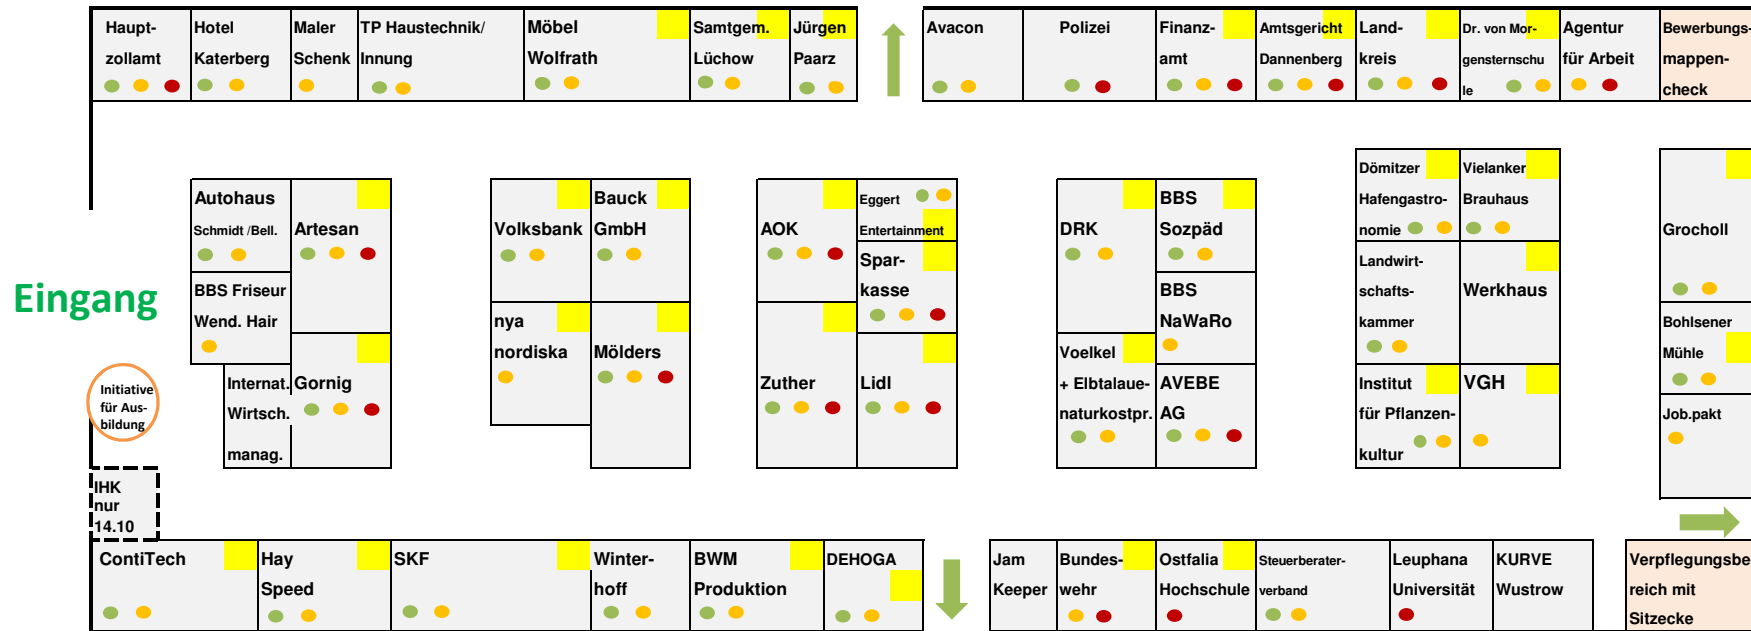 Haupt-
zollamt
Hotel
Katerberg
Maler
Schenk
TP Haustechnik/
Innung
Möbel
Wolfrath
Samtgem.
Lüchow
Jürgen
Paarz
Avacon
Polizei
Finanz-
amt
Amtsgericht
Dannenberg
Land-
kreis
Dr. von Mor-
gensternschu
le
Agentur
für Arbeit
Bewerbungs-
mappen-
check
Autohaus
Schmidt /Bell.
Artesan
BBS Friseur
Wend. Hair
Internat.
Wirtsch.
manag.
Gornig
Volksbank
Bauck
GmbH
nya
nordiska
Mölders
AOK
Eggert
Entertainment
Spar-
kasse
Zuther
Lidl
DRK
BBS
Sozpäd
BBS
NaWaRo
Voelkel
+ Elbtalaue-
naturkostpr.
AVEBE
AG
Dömitzer
Hafengastro-
nomie
Vielanker
Brauhaus
Landwirt-
schafts-
kammer
Werkhaus
Institut
für Pflanzen-
kultur
VGH
Grocholl
Bohlsener
Mühle
Job.pakt
Eingang
Initiative
für Aus-
bildung
IHK
nur
14.10
ContiTech
Hay
Speed
SKF
Winter-
hoff
BWM
Produktion
DEHOGA
Jam
Keeper
Bundes-
wehr
Ostfalia
Hochschule
Steuerberater-
verband
Leuphana
Universität
KURVE
Wustrow
Verpflegungsbe
reich mit
Sitzecke